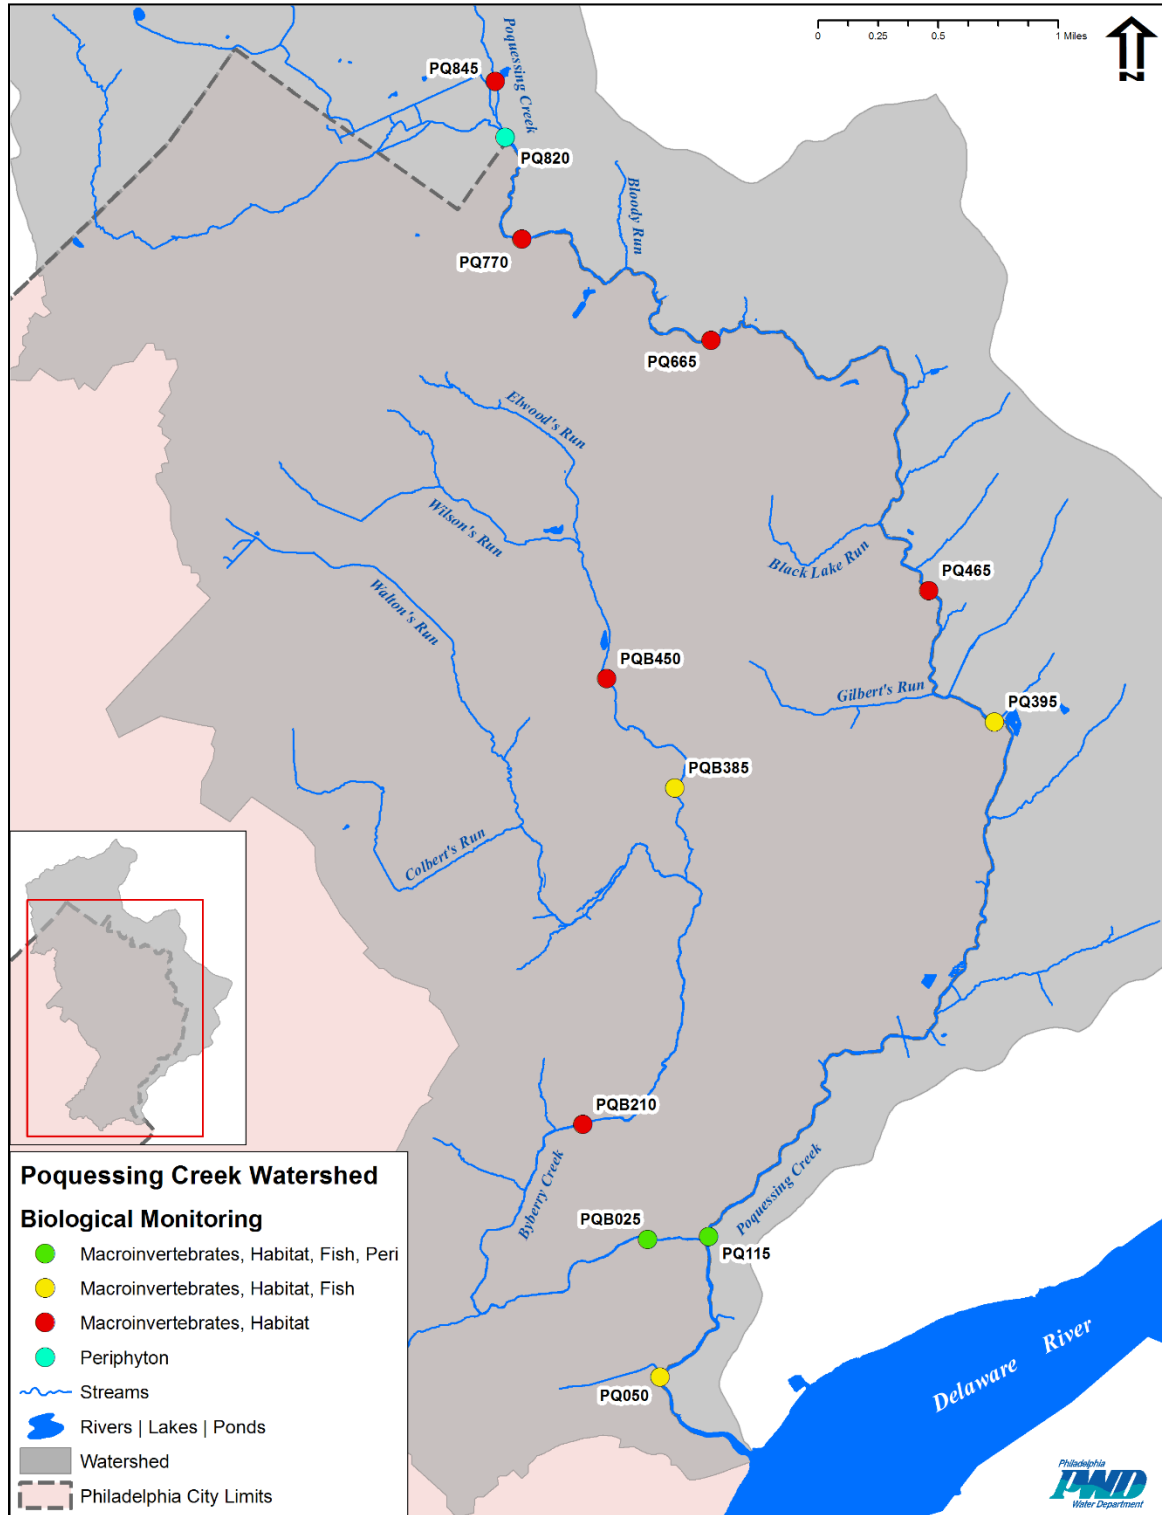 0 0.25 0.5 1 Miles
N
Poquessing Creek
PQ845
PQ820
Bloody Run
PQ770
PQ665
Elwood's Run
Wilson's Run
Black Lake Run
PQ465
Walton's Run
PQB450
Gilbert's Run
PQ395
PQB385
Colbert's Run
PQB210
Byberry Creek
Poquessing Creek
PQB025
PQ115
PQ050
Delaware River
Poquessing Creek Watershed
Biological Monitoring
Macroinvertebrates, Habitat, Fish, Peri
Macroinvertebrates, Habitat, Fish
Macroinvertebrates, Habitat
Periphyton
Streams
Rivers | Lakes | Ponds
Watershed
Philadelphia City Limits
Philadelphia
PWD
Water Department